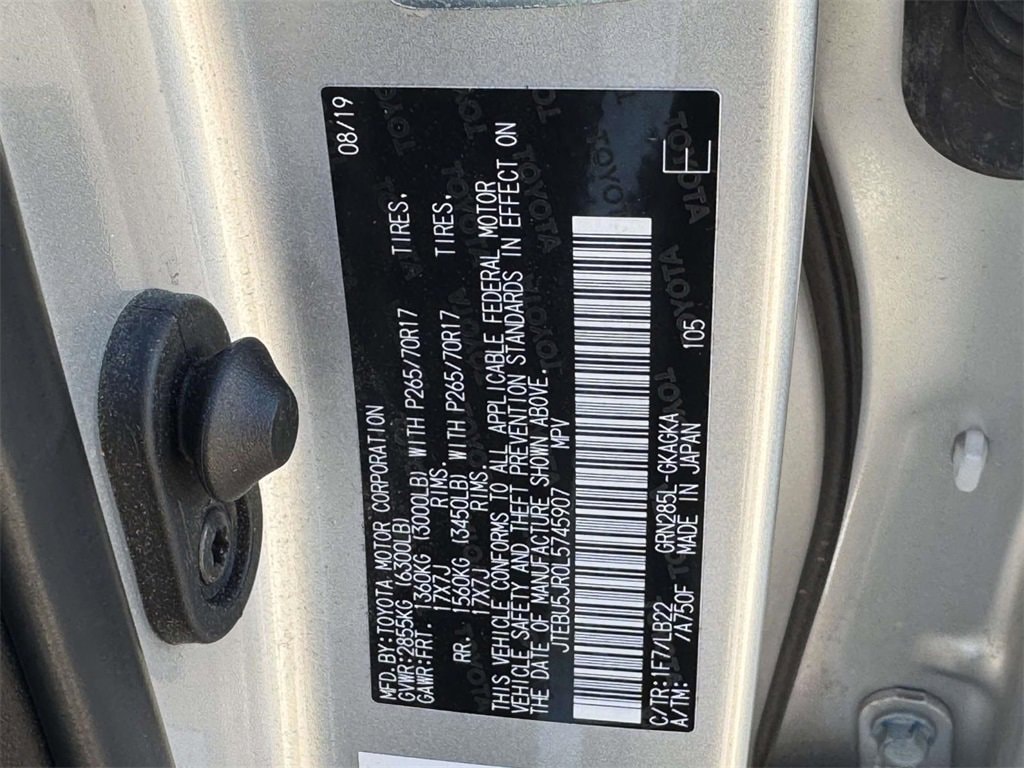 MFD.BY:TOYOTA MOTOR CORPORATION 08/19
GVWR:2855KG (6300LB)
GAWR:FRT. 1360KG (3000LB) WITH P265/70R17 TIRES,
17X7J RIMS.
RR. 1560KG (3450LB) WITH P265/70R17 TIRES,
17X7J RIMS.
THIS VEHICLE CONFORMS TO ALL APPLICABLE FEDERAL MOTOR
VEHICLE SAFETY AND THEFT PREVENTION STANDARDS IN EFFECT ON
THE DATE OF MANUFACTURE SHOWN ABOVE.
JTEBU5JR0L5745907 MPV
C/TR:1F7/LB22 GRN285L-GKAGKA 105
A/TM: /A750F MADE IN JAPAN
TOYOTA